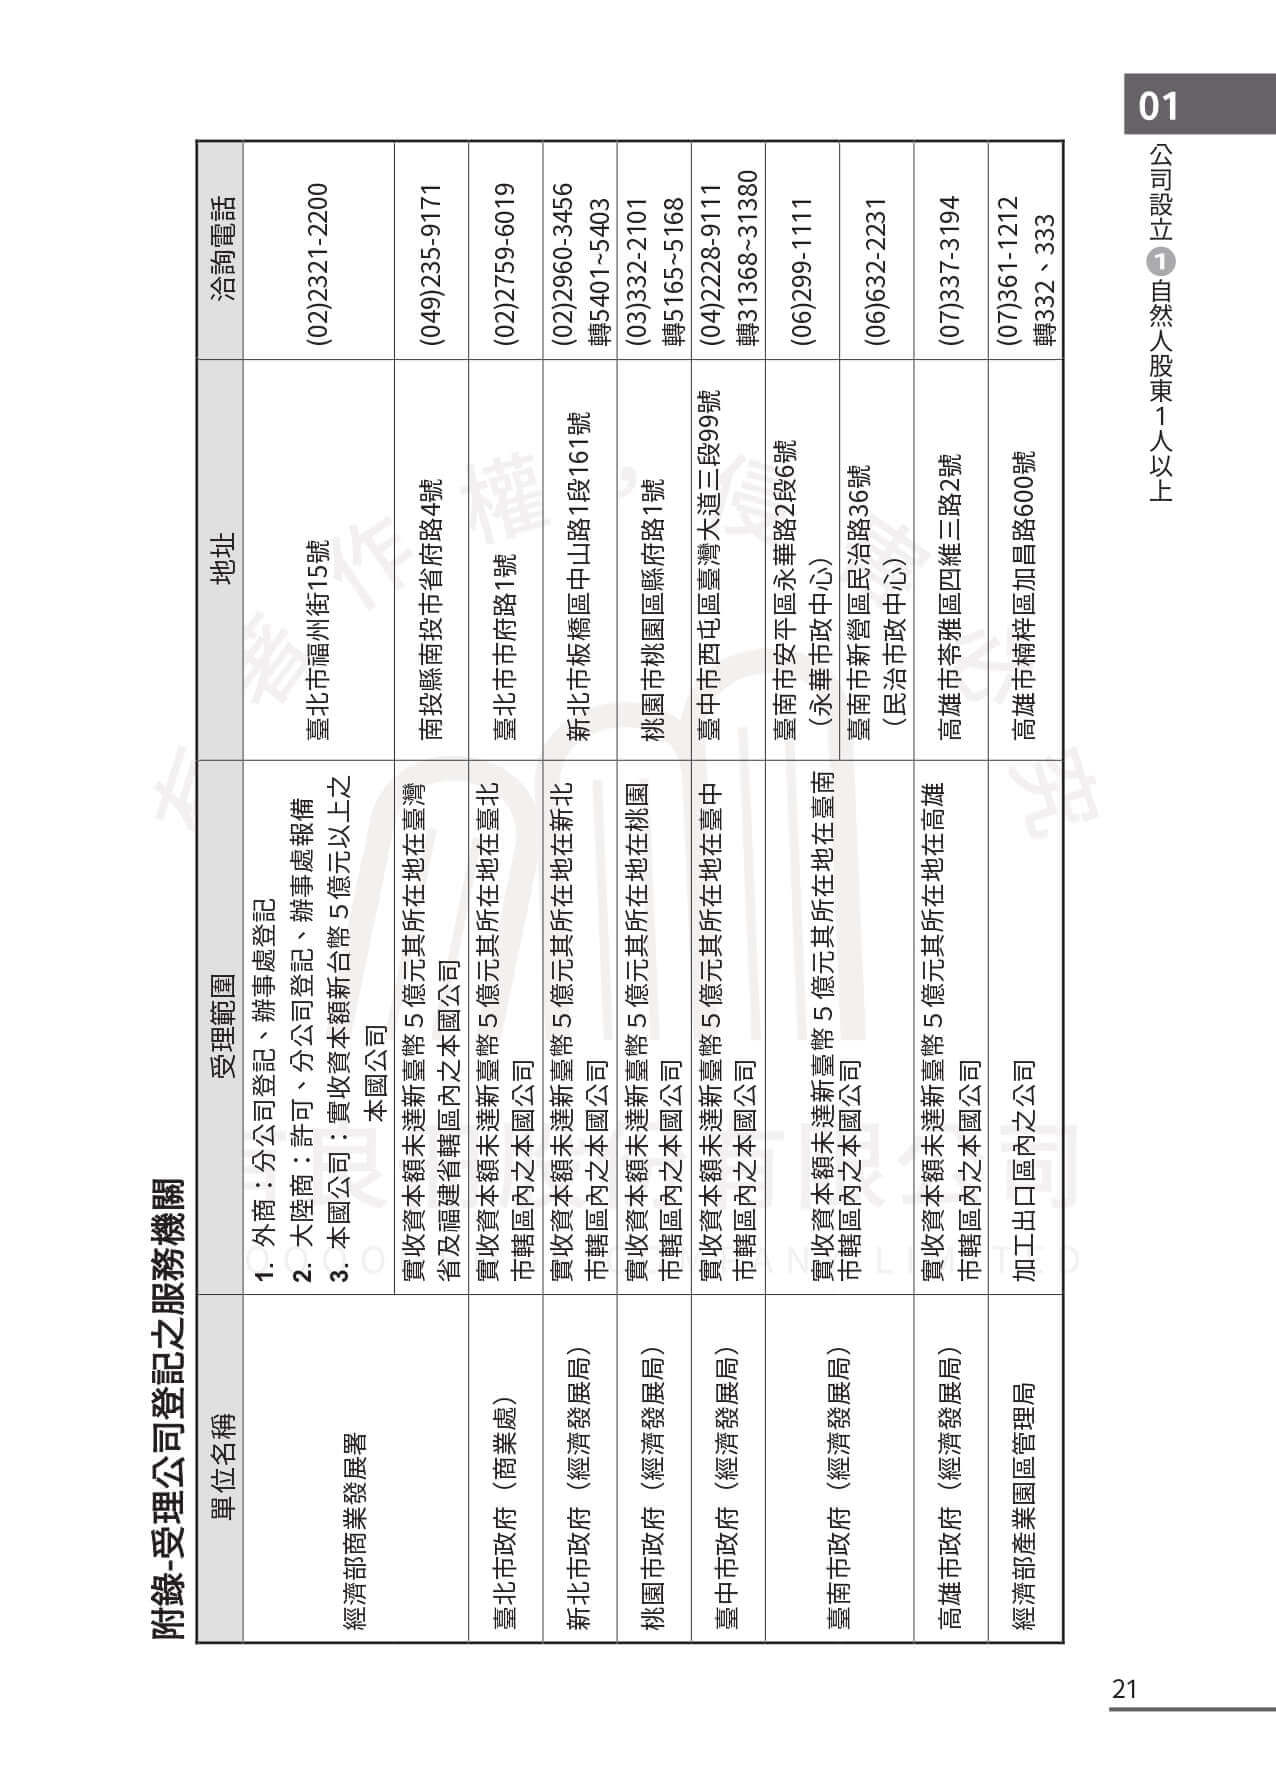 附錄-受理公司登記之服務機關
單位名稱 受理範圍 地址 洽詢電話
經濟部商業發展署
1. 外商：分公司登記、辦事處登記
2. 大陸商：許可、分公司登記、辦事處報備
3. 本國公司：實收資本額新台幣５億元以上之
本國公司
臺北市福州街15號
(02)2321-2200
實收資本額未達新臺幣５億元其所在地在臺灣
省及福建省轄區內之本國公司
南投縣南投市省府路4號
(049)235-9171
臺北市政府（商業處）
實收資本額未達新臺幣５億元其所在地在臺北
市轄區內之本國公司
臺北市市府路1號
(02)2759-6019
新北市政府（經濟發展局）
實收資本額未達新臺幣５億元其所在地在新北
市轄區內之本國公司
新北市板橋區中山路1段161號
(02)2960-3456
轉5401~5403
桃園市政府（經濟發展局）
實收資本額未達新臺幣５億元其所在地在桃園
市轄區內之本國公司
桃園市桃園區縣府路1號
(03)332-2101
轉5165~5168
臺中市政府（經濟發展局）
實收資本額未達新臺幣５億元其所在地在臺中
市轄區內之本國公司
臺中市西屯區臺灣大道三段99號
(04)2228-9111
轉31368~31380
臺南市政府（經濟發展局）
實收資本額未達新臺幣５億元其所在地在臺南
市轄區內之本國公司
臺南市安平區永華路2段6號
（永華市政中心）
(06)299-1111
臺南市新營區民治路36號
（民治市政中心）
(06)632-2231
高雄市政府（經濟發展局）
實收資本額未達新臺幣５億元其所在地在高雄
市轄區內之本國公司
高雄市苓雅區四維三路2號
(07)337-3194
經濟部產業園區管理局
加工出口區內之公司
高雄市楠梓區加昌路600號
(07)361-1212
轉332、333
01
公司設立❶自然人股東１人以上
21